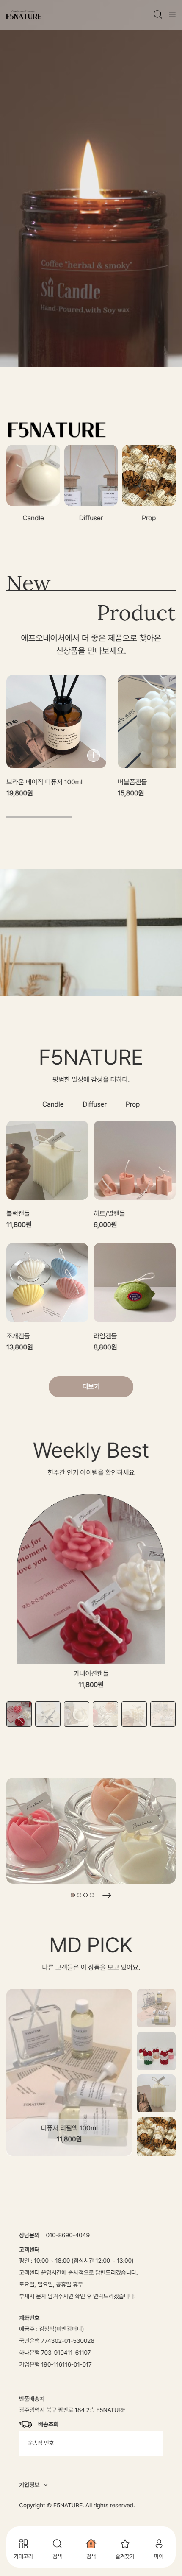 F5NATURE
Coffee "herbal & smoky"
Sü Candle
Hand-Poured, with Soy wax
F5NATURE
Candle
Diffuser
Prop
New
Product
에프오네이처에서 더 좋은 제품으로 찾아온
신상품을 만나보세요.
브라운 베이직 디퓨저 100ml
19,800원
버블폼캔들
15,800원
F5NATURE
평범한 일상에 감성을 더하다.
Candle
Diffuser
Prop
블럭캔들
11,800원
하트/별캔들
6,000원
조개캔들
13,800원
라임캔들
8,800원
더보기
Weekly Best
한주간 인기 아이템을 확인하세요
카네이션캔들
11,800원
MD PICK
다른 고객들은 이 상품을 보고 있어요.
디퓨저 리필액 100ml
11,800원
상담문의 010-8690-4049
고객센터
평일 : 10:00 ~ 18:00 (점심시간 12:00 ~ 13:00)
고객센터 운영시간에 순차적으로 답변드리겠습니다.
토요일, 일요일, 공휴일 휴무
부재시 문자 남겨주시면 확인 후 연락드리겠습니다.
계좌번호
예금주 : 김정식(비앤컴퍼니)
국민은행 774302-01-530028
하나은행 703-910411-61107
기업은행 190-116116-01-017
반품배송지
광주광역시 북구 팔판로 184 2층 F5NATURE
배송조회
운송장 번호
기업정보
Copyright © F5NATURE. All rights reserved.
카테고리
검색
검색
즐겨찾기
마이